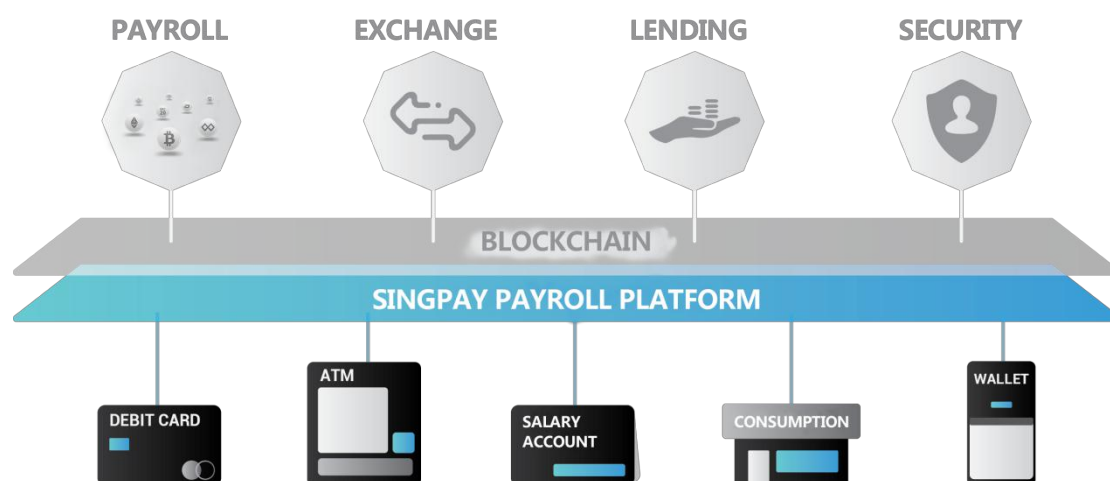 PAYROLL
EXCHANGE
LENDING
SECURITY
BLOCKCHAIN
SINGPAY PAYROLL PLATFORM
DEBIT CARD
ATM
SALARY
ACCOUNT
CONSUMPTION
WALLET